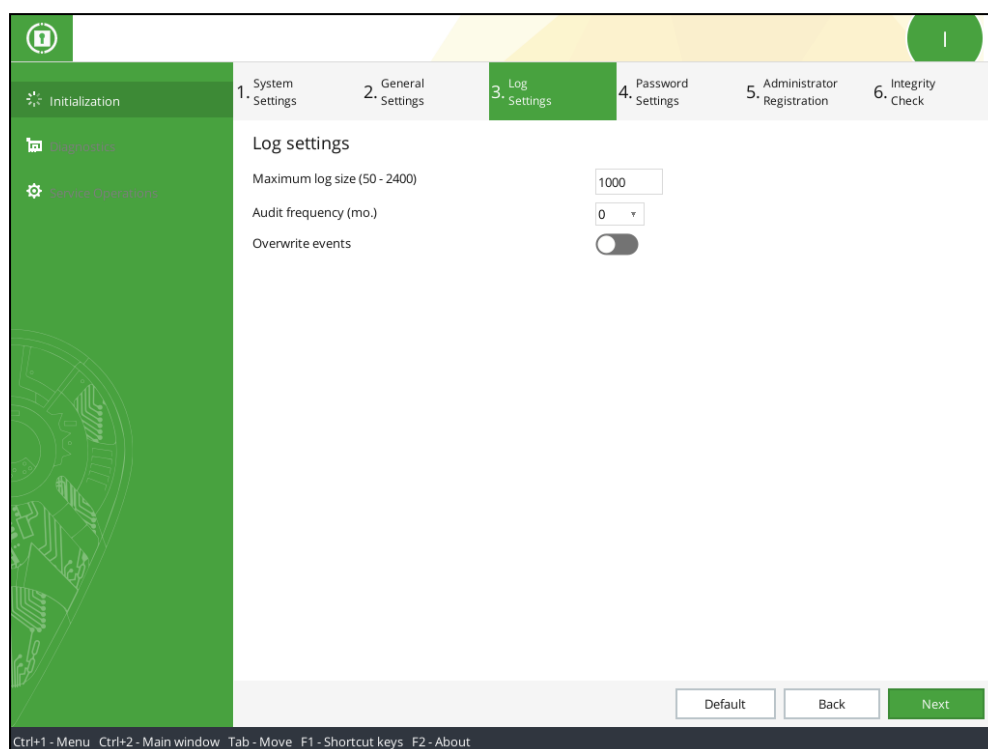 I
Initialization
1. System Settings
2. General Settings
3. Log Settings
4. Password Settings
5. Administrator Registration
6. Integrity Check
Log settings
Maximum log size (50 - 2400)
1000
Audit frequency (mo.)
0
Overwrite events
Default
Back
Next
Ctrl+1 - Menu Ctrl+2 - Main window Tab - Move F1 - Shortcut keys F2 - About